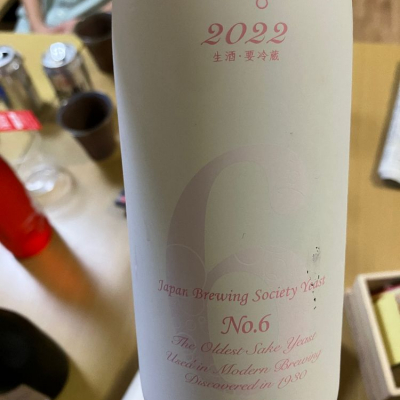 2022
生酒・要冷蔵
6
Japan Brewing Society Yeast
No.6
The Oldest Sake Yeast
Used in Modern Brewing
Discovered in 1930